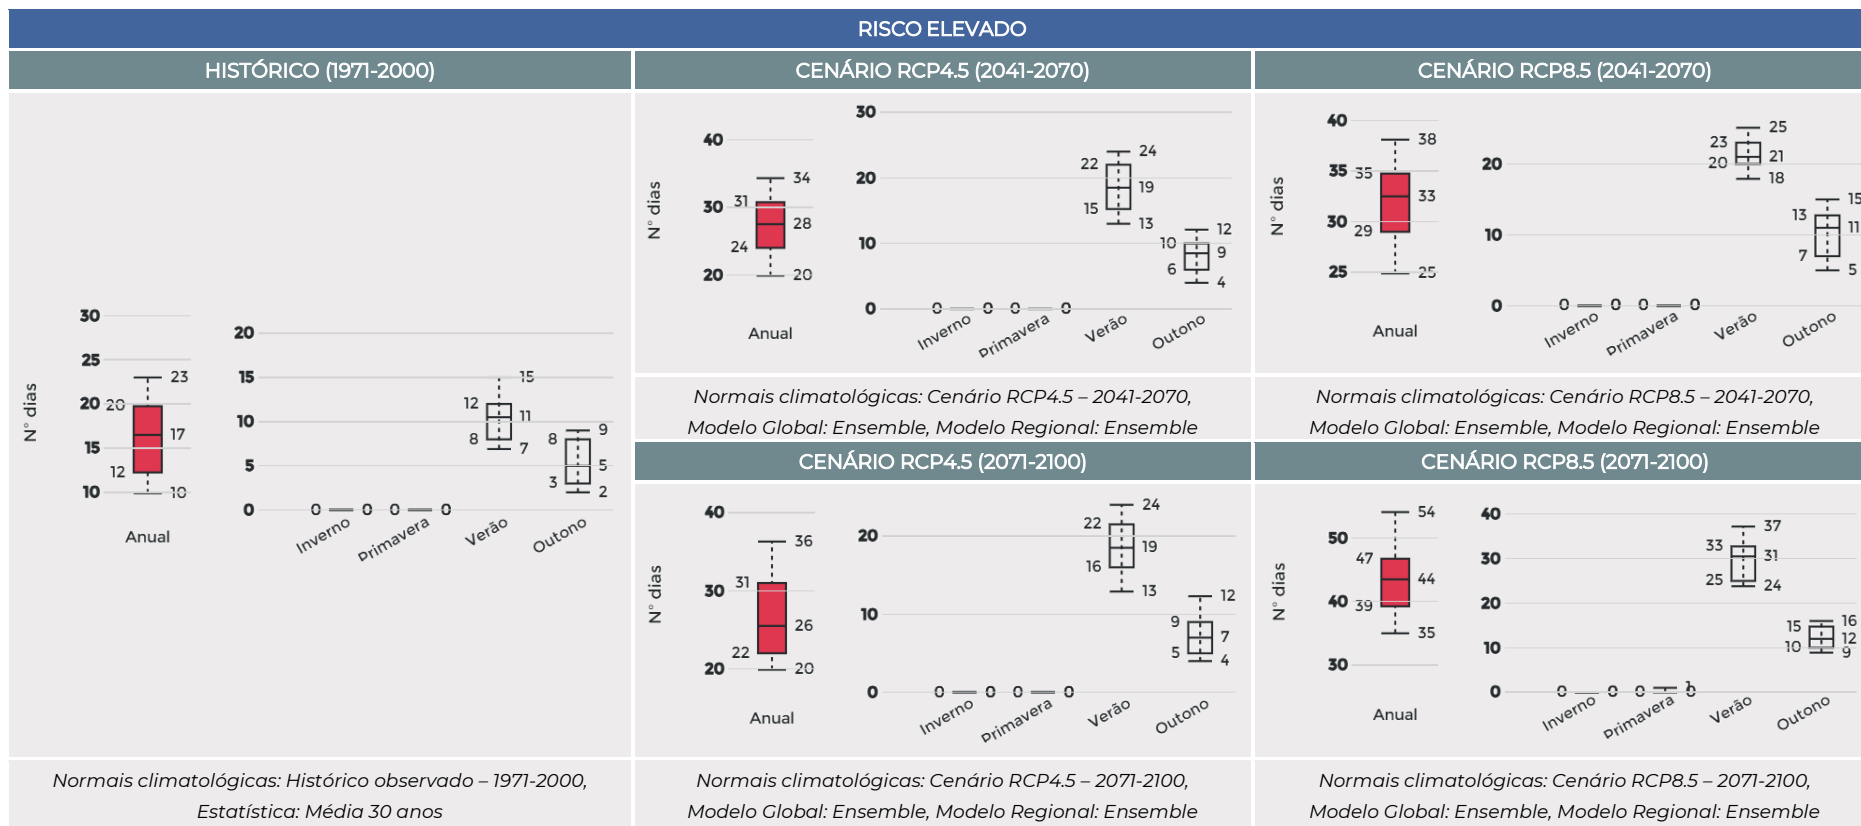 RISCO ELEVADO
HISTÓRICO (1971-2000)
CENÁRIO RCP4.5 (2041-2070)
CENÁRIO RCP8.5 (2041-2070)
N° dias
30
25
20
15
10
23
20
17
12
10
Anual
20
15
10
5
0
0 0
0 0
15
12
11
8
7
9
8
5
3
2
Inverno
Primavera
Verão
Outono
N° dias
40
30
20
34
31
28
24
20
Anual
30
20
10
0
0 0
0 0
24
22
19
15
13
12
10
9
6
4
Inverno
Primavera
Verão
Outono
N° dias
40
35
30
25
38
35
33
29
25
Anual
20
10
0
0 0
0 0
25
23
21
20
18
15
13
11
7
5
Inverno
Primavera
Verão
Outono
Normais climatológicas: Cenário RCP4.5 – 2041-2070,
Modelo Global: Ensemble, Modelo Regional: Ensemble
Normais climatológicas: Cenário RCP8.5 – 2041-2070,
Modelo Global: Ensemble, Modelo Regional: Ensemble
CENÁRIO RCP4.5 (2071-2100)
CENÁRIO RCP8.5 (2071-2100)
N° dias
40
30
20
36
31
26
22
20
Anual
20
10
0
0 0
0 0
24
22
19
16
13
12
9
7
5
4
Inverno
Primavera
Verão
Outono
N° dias
50
40
30
54
47
44
39
35
Anual
40
30
20
10
0
0 0
0
1
0
37
33
31
25
24
16
15
12
10
9
Inverno
Primavera
Verão
Outono
Normais climatológicas: Histórico observado – 1971-2000,
Estatística: Média 30 anos
Normais climatológicas: Cenário RCP4.5 – 2071-2100,
Modelo Global: Ensemble, Modelo Regional: Ensemble
Normais climatológicas: Cenário RCP8.5 – 2071-2100,
Modelo Global: Ensemble, Modelo Regional: Ensemble